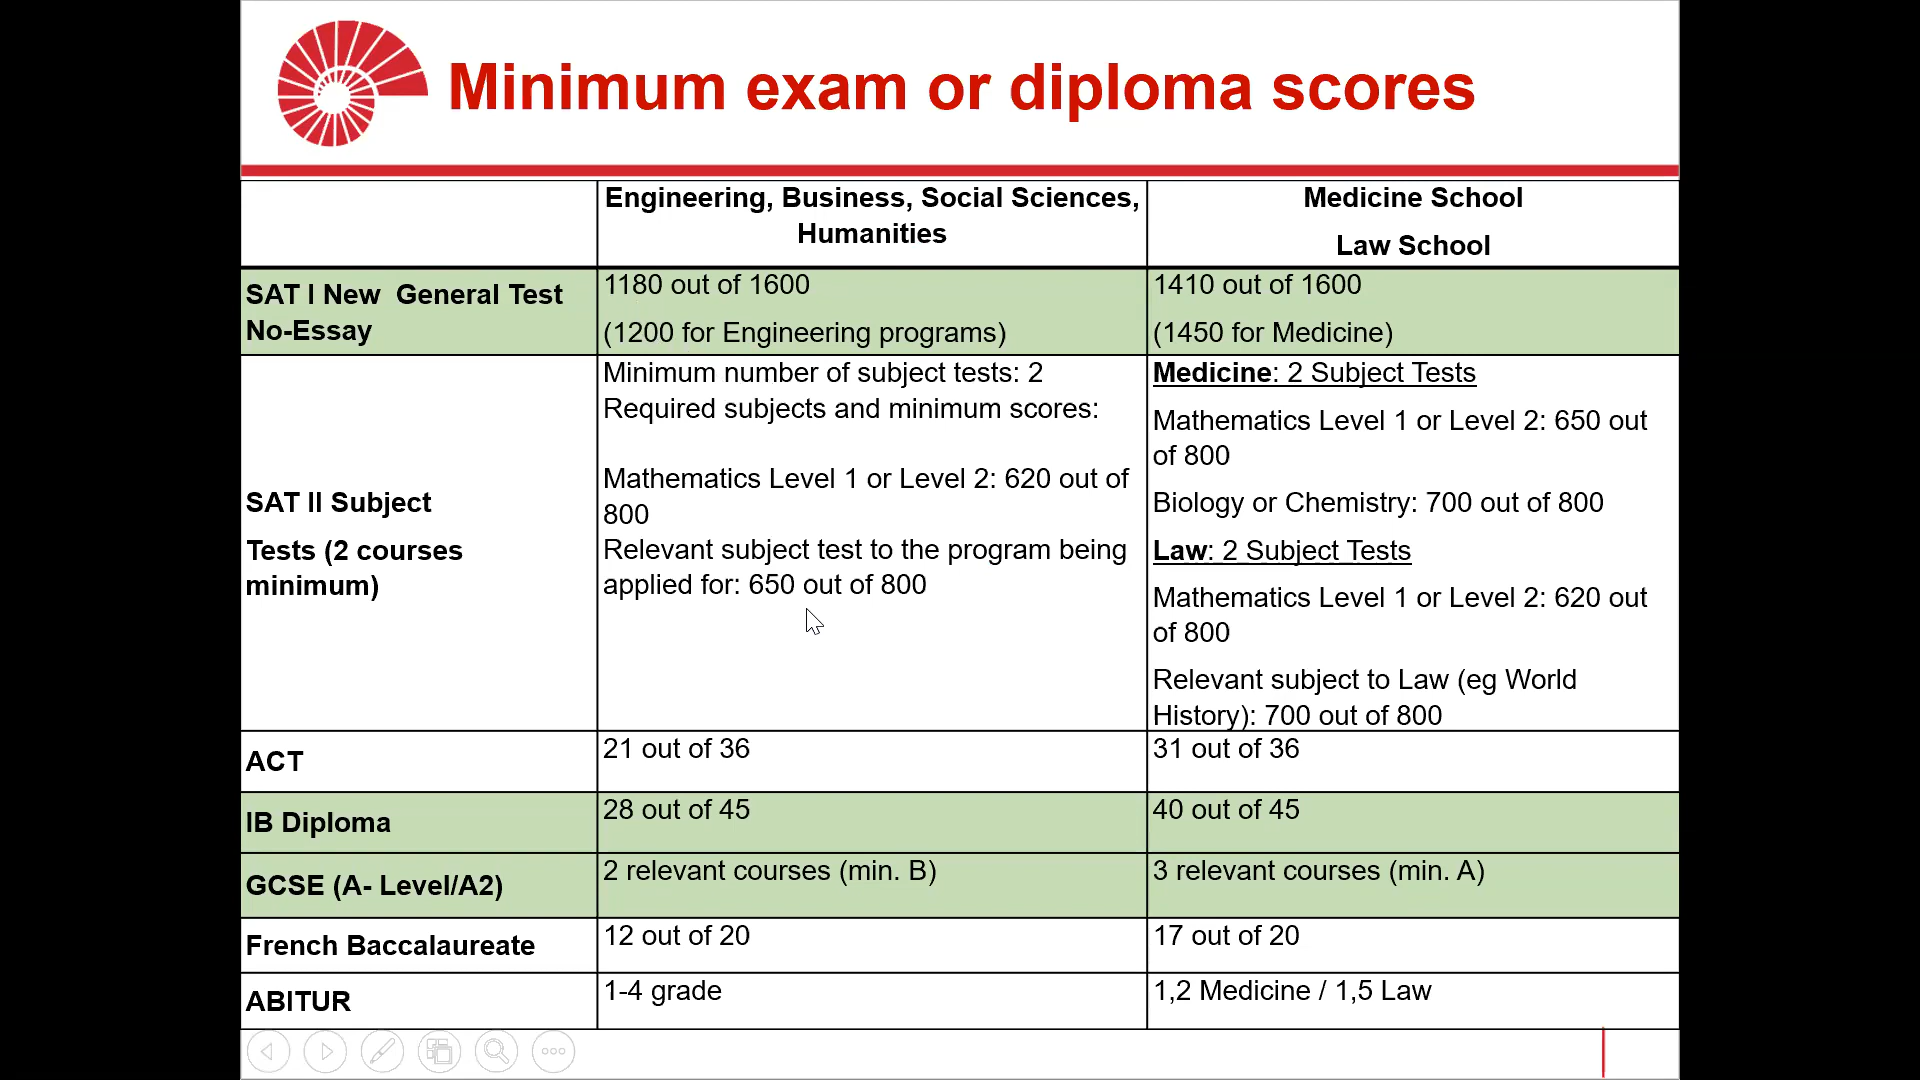 Minimum exam or diploma scores
Engineering, Business, Social Sciences,
Humanities
Medicine School
Law School
SAT I New  General Test
No-Essay
1180 out of 1600
(1200 for Engineering programs)
1410 out of 1600
(1450 for Medicine)
SAT II Subject
Tests (2 courses
minimum)
Minimum number of subject tests: 2
Required subjects and minimum scores:
Mathematics Level 1 or Level 2: 620 out of
800
Relevant subject test to the program being
applied for: 650 out of 800
Medicine: 2 Subject Tests
Mathematics Level 1 or Level 2: 650 out
of 800
Biology or Chemistry: 700 out of 800
Law: 2 Subject Tests
Mathematics Level 1 or Level 2: 620 out
of 800
Relevant subject to Law (eg World
History): 700 out of 800
ACT
21 out of 36
31 out of 36
IB Diploma
28 out of 45
40 out of 45
GCSE (A- Level/A2)
2 relevant courses (min. B)
3 relevant courses (min. A)
French Baccalaureate
12 out of 20
17 out of 20
ABITUR
1-4 grade
1,2 Medicine / 1,5 Law